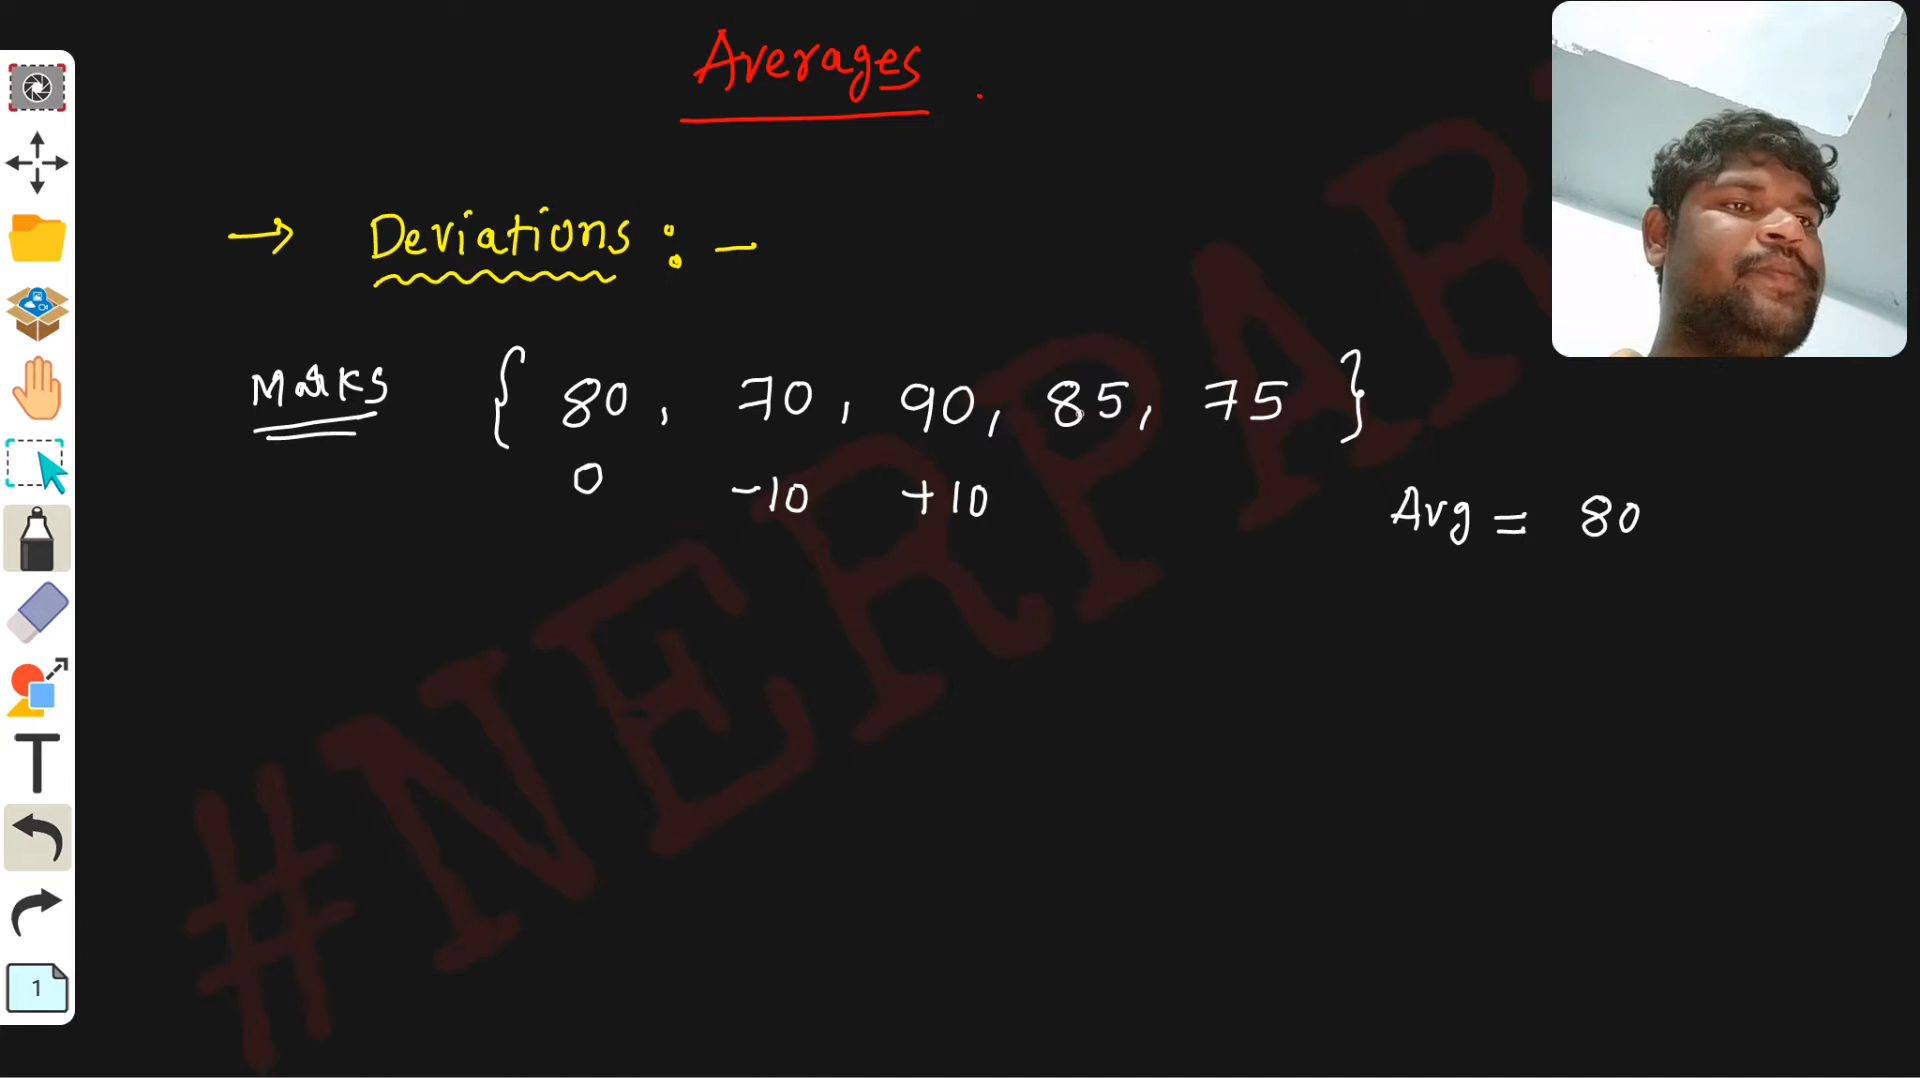 Averages .
→ Deviations : -
Marks { 80 , 70 , 90 , 85 , 75 }
0 -10 +10
Avg = 80
#NERPAR
1